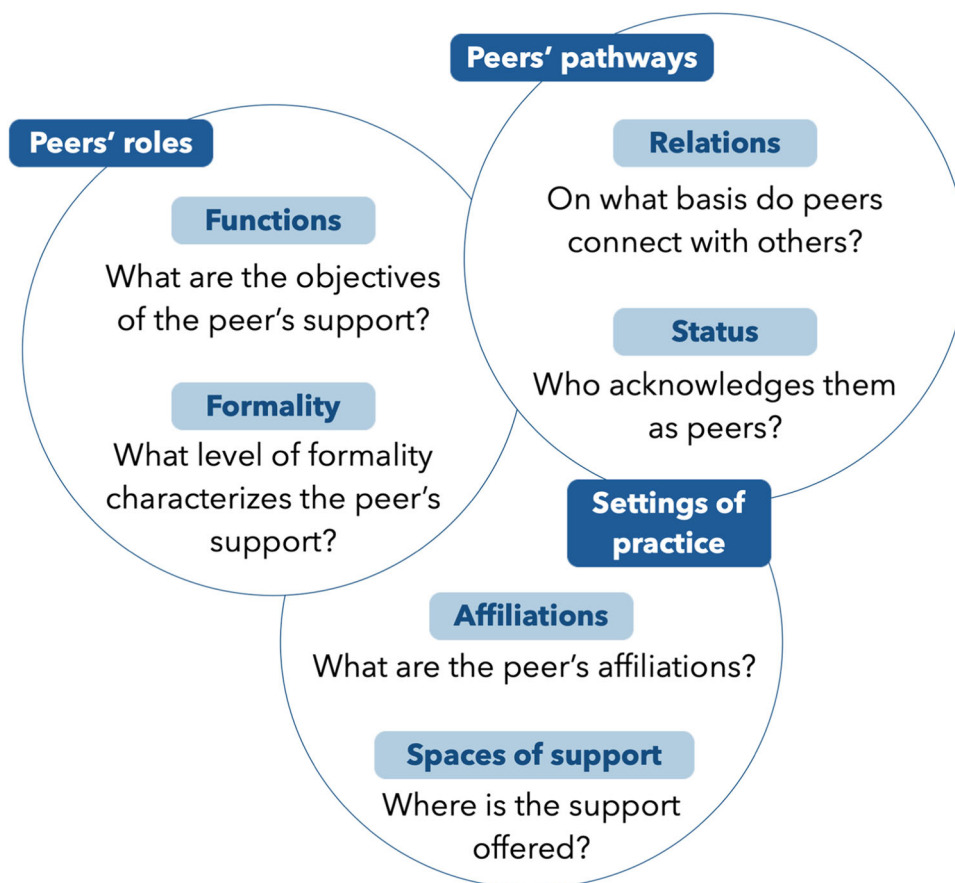 Peers' roles
Functions
What are the objectives
of the peer's support?
Formality
What level of formality
characterizes the peer's
support?
Peers' pathways
Relations
On what basis do peers
connect with others?
Status
Who acknowledges them
as peers?
Settings of
practice
Affiliations
What are the peer's affiliations?
Spaces of support
Where is the support
offered?